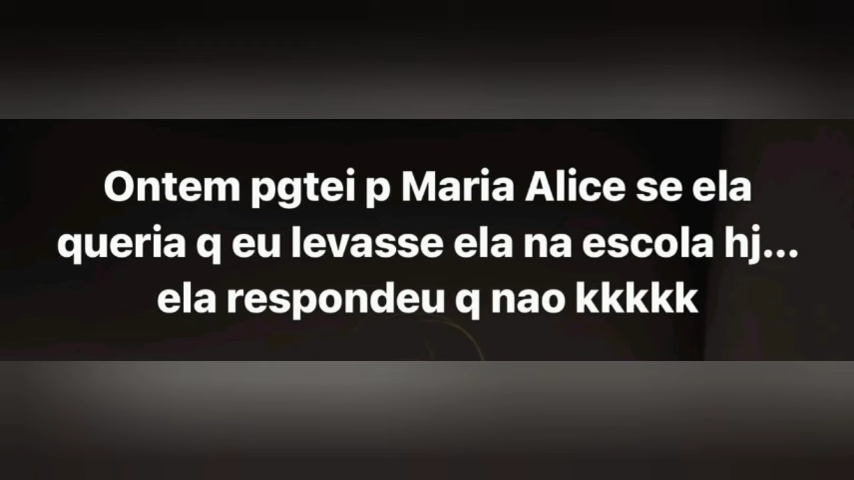 Ontem pgtei p Maria Alice se ela
queria q eu levasse ela na escola hj...
ela respondeu q nao kkkkk